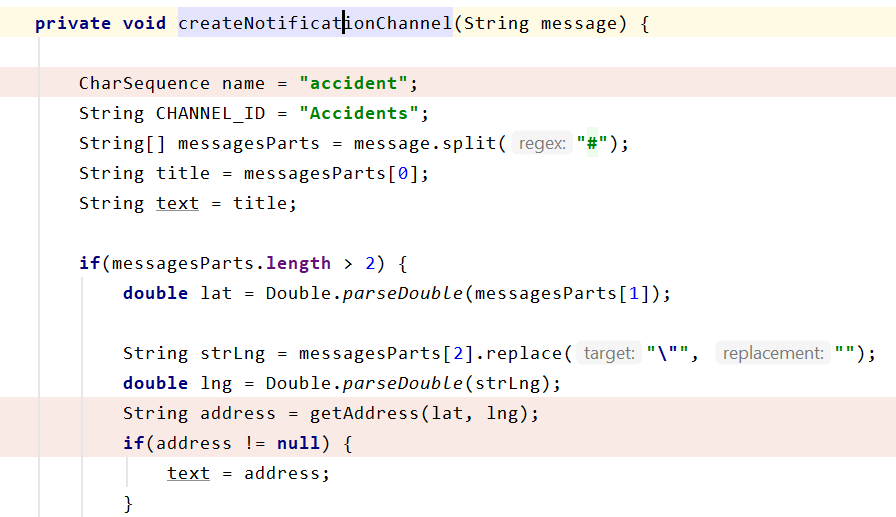 private void createNotificationChannel(String message) {
CharSequence name = "accident";
String CHANNEL_ID = "Accidents";
String[] messagesParts = message.split( regex: "#");
String title = messagesParts[0];
String text = title;
if(messagesParts.length > 2) {
double lat = Double.parseDouble(messagesParts[1]);
String strLng = messagesParts[2].replace( target: "\"", replacement: "");
double lng = Double.parseDouble(strLng);
String address = getAddress(lat, lng);
if(address != null) {
text = address;
}